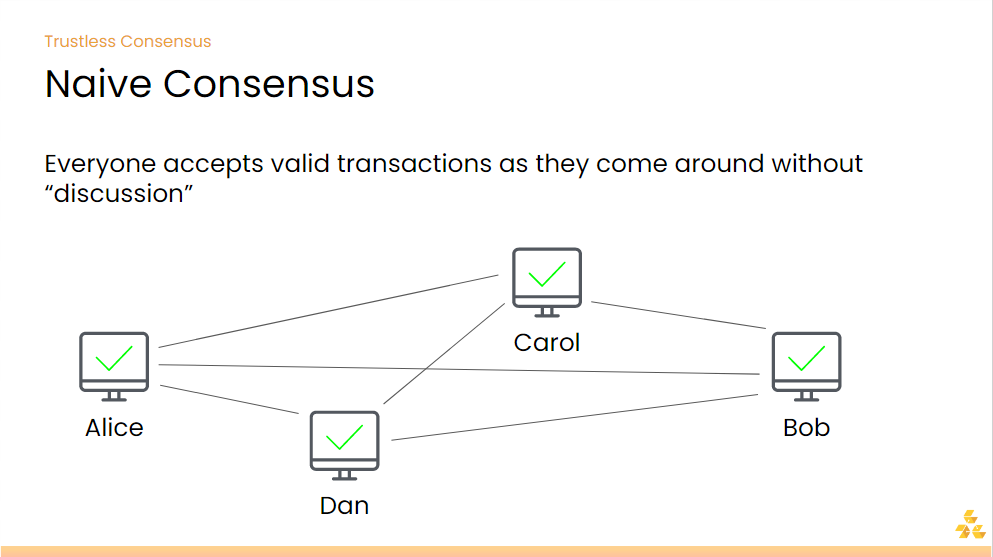 Trustless Consensus
Naive Consensus
Everyone accepts valid transactions as they come around without
“discussion”
Carol
Alice
Bob
Dan